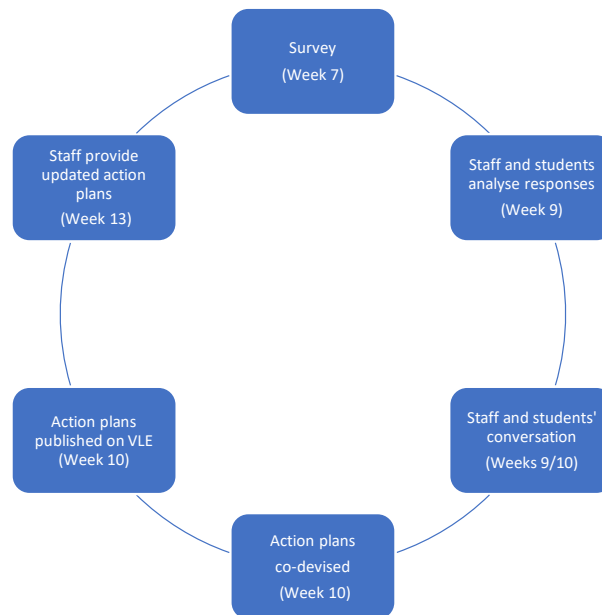 Survey
(Week 7)
Staff and students
analyse responses
(Week 9)
Staff and students'
conversation
(Weeks 9/10)
Action plans
co-devised
(Week 10)
Action plans
published on VLE
(Week 10)
Staff provide
updated action
plans
(Week 13)